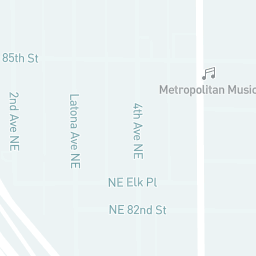 85th St
Metropolitan Music
2nd Ave NE
Latona Ave NE
4th Ave NE
NE Elk Pl
NE 82nd St